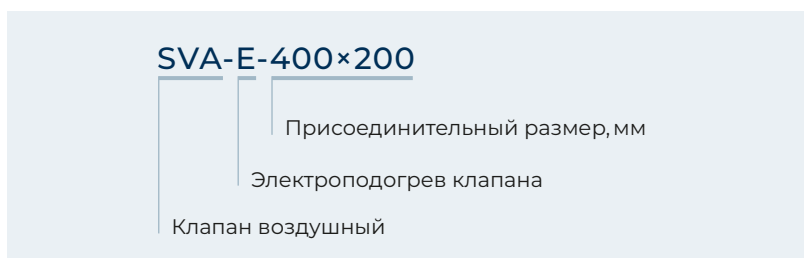 SVA-E-400×200
Присоединительный размер, мм
Электроподогрев клапана
Клапан воздушный